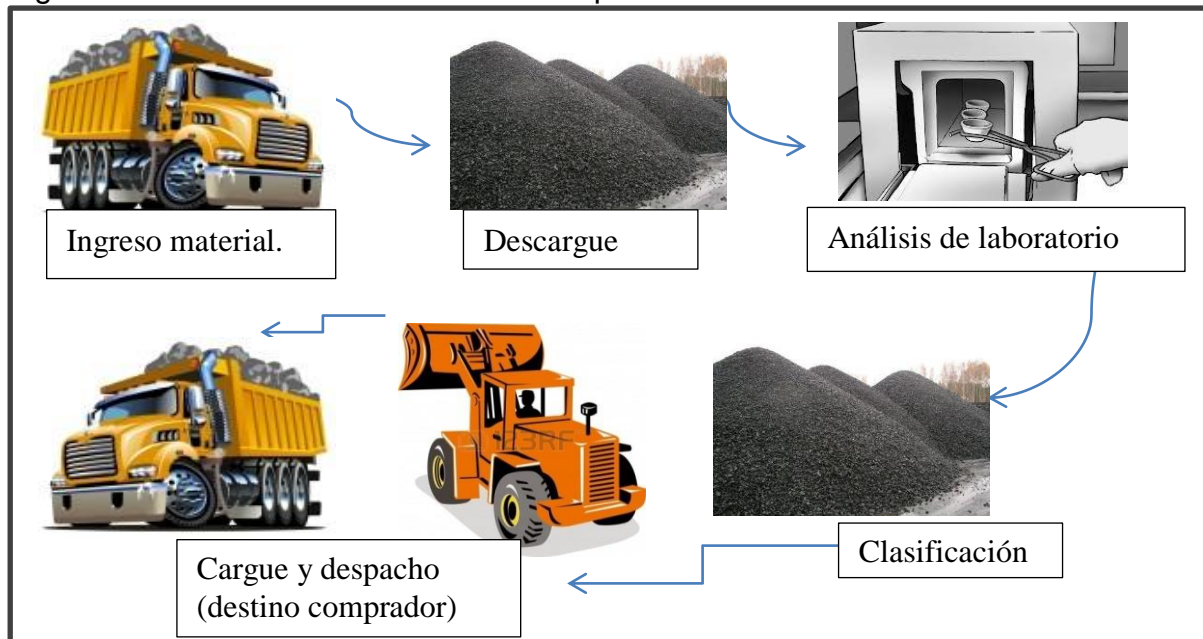 Ingreso material.
Descargue
Análisis de laboratorio
Clasificación
Cargue y despacho
(destino comprador)